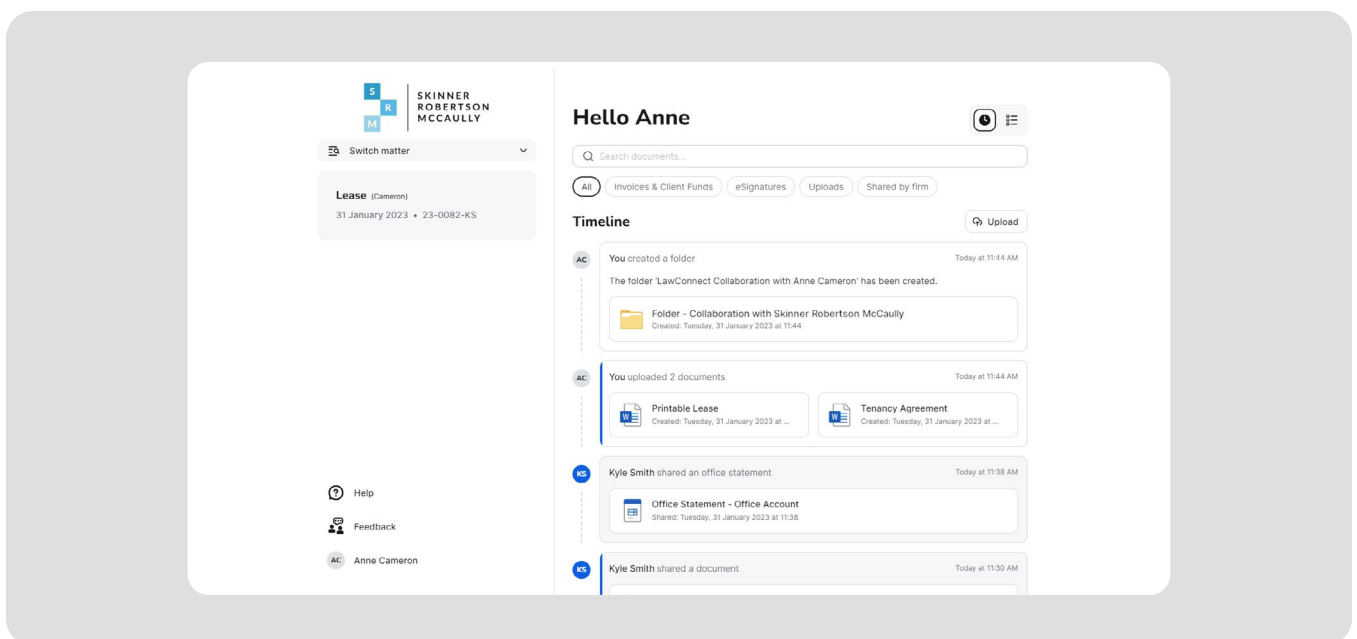 S
R
M
SKINNER
ROBERTSON
MCCAULLY
Switch matter
Lease (Cameron)
31 January 2023 • 23-0082-KS
Help
Feedback
AC Anne Cameron
Hello Anne
Search documents...
All Invoices & Client Funds eSignatures Uploads Shared by firm
Timeline
Upload
AC You created a folder Today at 11:44 AM
The folder 'LawConnect Collaboration with Anne Cameron' has been created.
Folder - Collaboration with Skinner Robertson McCaully
Created: Tuesday, 31 January 2023 at 11:44
AC You uploaded 2 documents Today at 11:44 AM
Printable Lease
Created: Tuesday, 31 January 2023 at ...
Tenancy Agreement
Created: Tuesday, 31 January 2023 at ...
KS Kyle Smith shared an office statement Today at 11:38 AM
Office Statement - Office Account
Shared: Tuesday, 31 January 2023 at 11:38
KS Kyle Smith shared a document Today at 11:30 AM